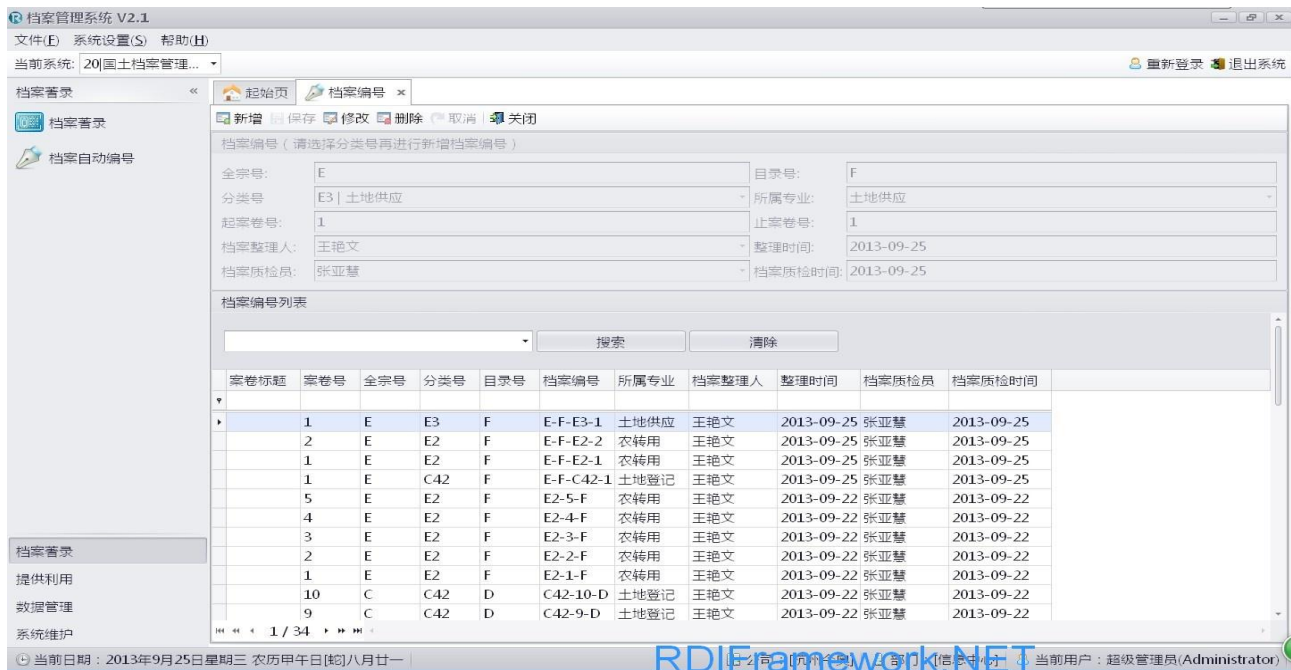 档案管理系统 V2.1
文件(F) 系统设置(S) 帮助(H)
当前系统: 20|国土档案管理...
重新登录 退出系统
档案著录 «
起始页 档案编号 ×
档案著录
档案自动编号
新增 保存 修改 删除 取消 关闭
档案编号 ( 请选择分类号再进行新增档案编号 )
全宗号: E 目录号: F
分类号 E3 | 土地供应 所属专业: 土地供应
起案卷号: 1 止案卷号: 1
档案整理人: 王艳文 整理时间: 2013-09-25
档案质检员: 张亚慧 档案质检时间: 2013-09-25
档案编号列表
搜索 清除
案卷标题 案卷号 全宗号 分类号 目录号 档案编号 所属专业 档案整理人 整理时间 档案质检员 档案质检时间
1 E E3 F E-F-E3-1 土地供应 王艳文 2013-09-25 张亚慧 2013-09-25
2 E E2 F E-F-E2-2 农转用 王艳文 2013-09-25 张亚慧 2013-09-25
1 E E2 F E-F-E2-1 农转用 王艳文 2013-09-25 张亚慧 2013-09-25
1 E C42 F E-F-C42-1 土地登记 王艳文 2013-09-25 张亚慧 2013-09-25
5 E E2 F E2-5-F 农转用 王艳文 2013-09-22 张亚慧 2013-09-22
4 E E2 F E2-4-F 农转用 王艳文 2013-09-22 张亚慧 2013-09-22
3 E E2 F E2-3-F 农转用 王艳文 2013-09-22 张亚慧 2013-09-22
2 E E2 F E2-2-F 农转用 王艳文 2013-09-22 张亚慧 2013-09-22
1 E E2 F E2-1-F 农转用 王艳文 2013-09-22 张亚慧 2013-09-22
10 C C42 D C42-10-D 土地登记 王艳文 2013-09-22 张亚慧 2013-09-22
9 C C42 D C42-9-D 土地登记 王艳文 2013-09-22 张亚慧 2013-09-22
档案著录
提供利用
数据管理
系统维护
1 / 34
当前日期：2013年9月25日星期三 农历甲午日[蛇]八月廿一
RDIFramework.NET
当前用户：超级管理员(Administrator)